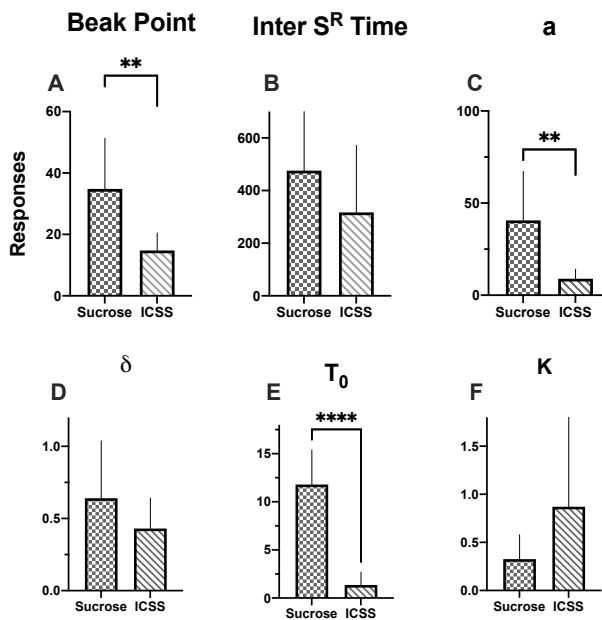 Beak Point
Inter Sᴿ Time
a
A
**
Responses
60
40
20
0
Sucrose ICSS
B
600
400
200
0
Sucrose ICSS
C
**
100
50
0
Sucrose ICSS
δ
D
1.0
0.5
0.0
Sucrose ICSS
T₀
E
****
15
10
5
0
Sucrose ICSS
K
F
1.5
1.0
0.5
0.0
Sucrose ICSS